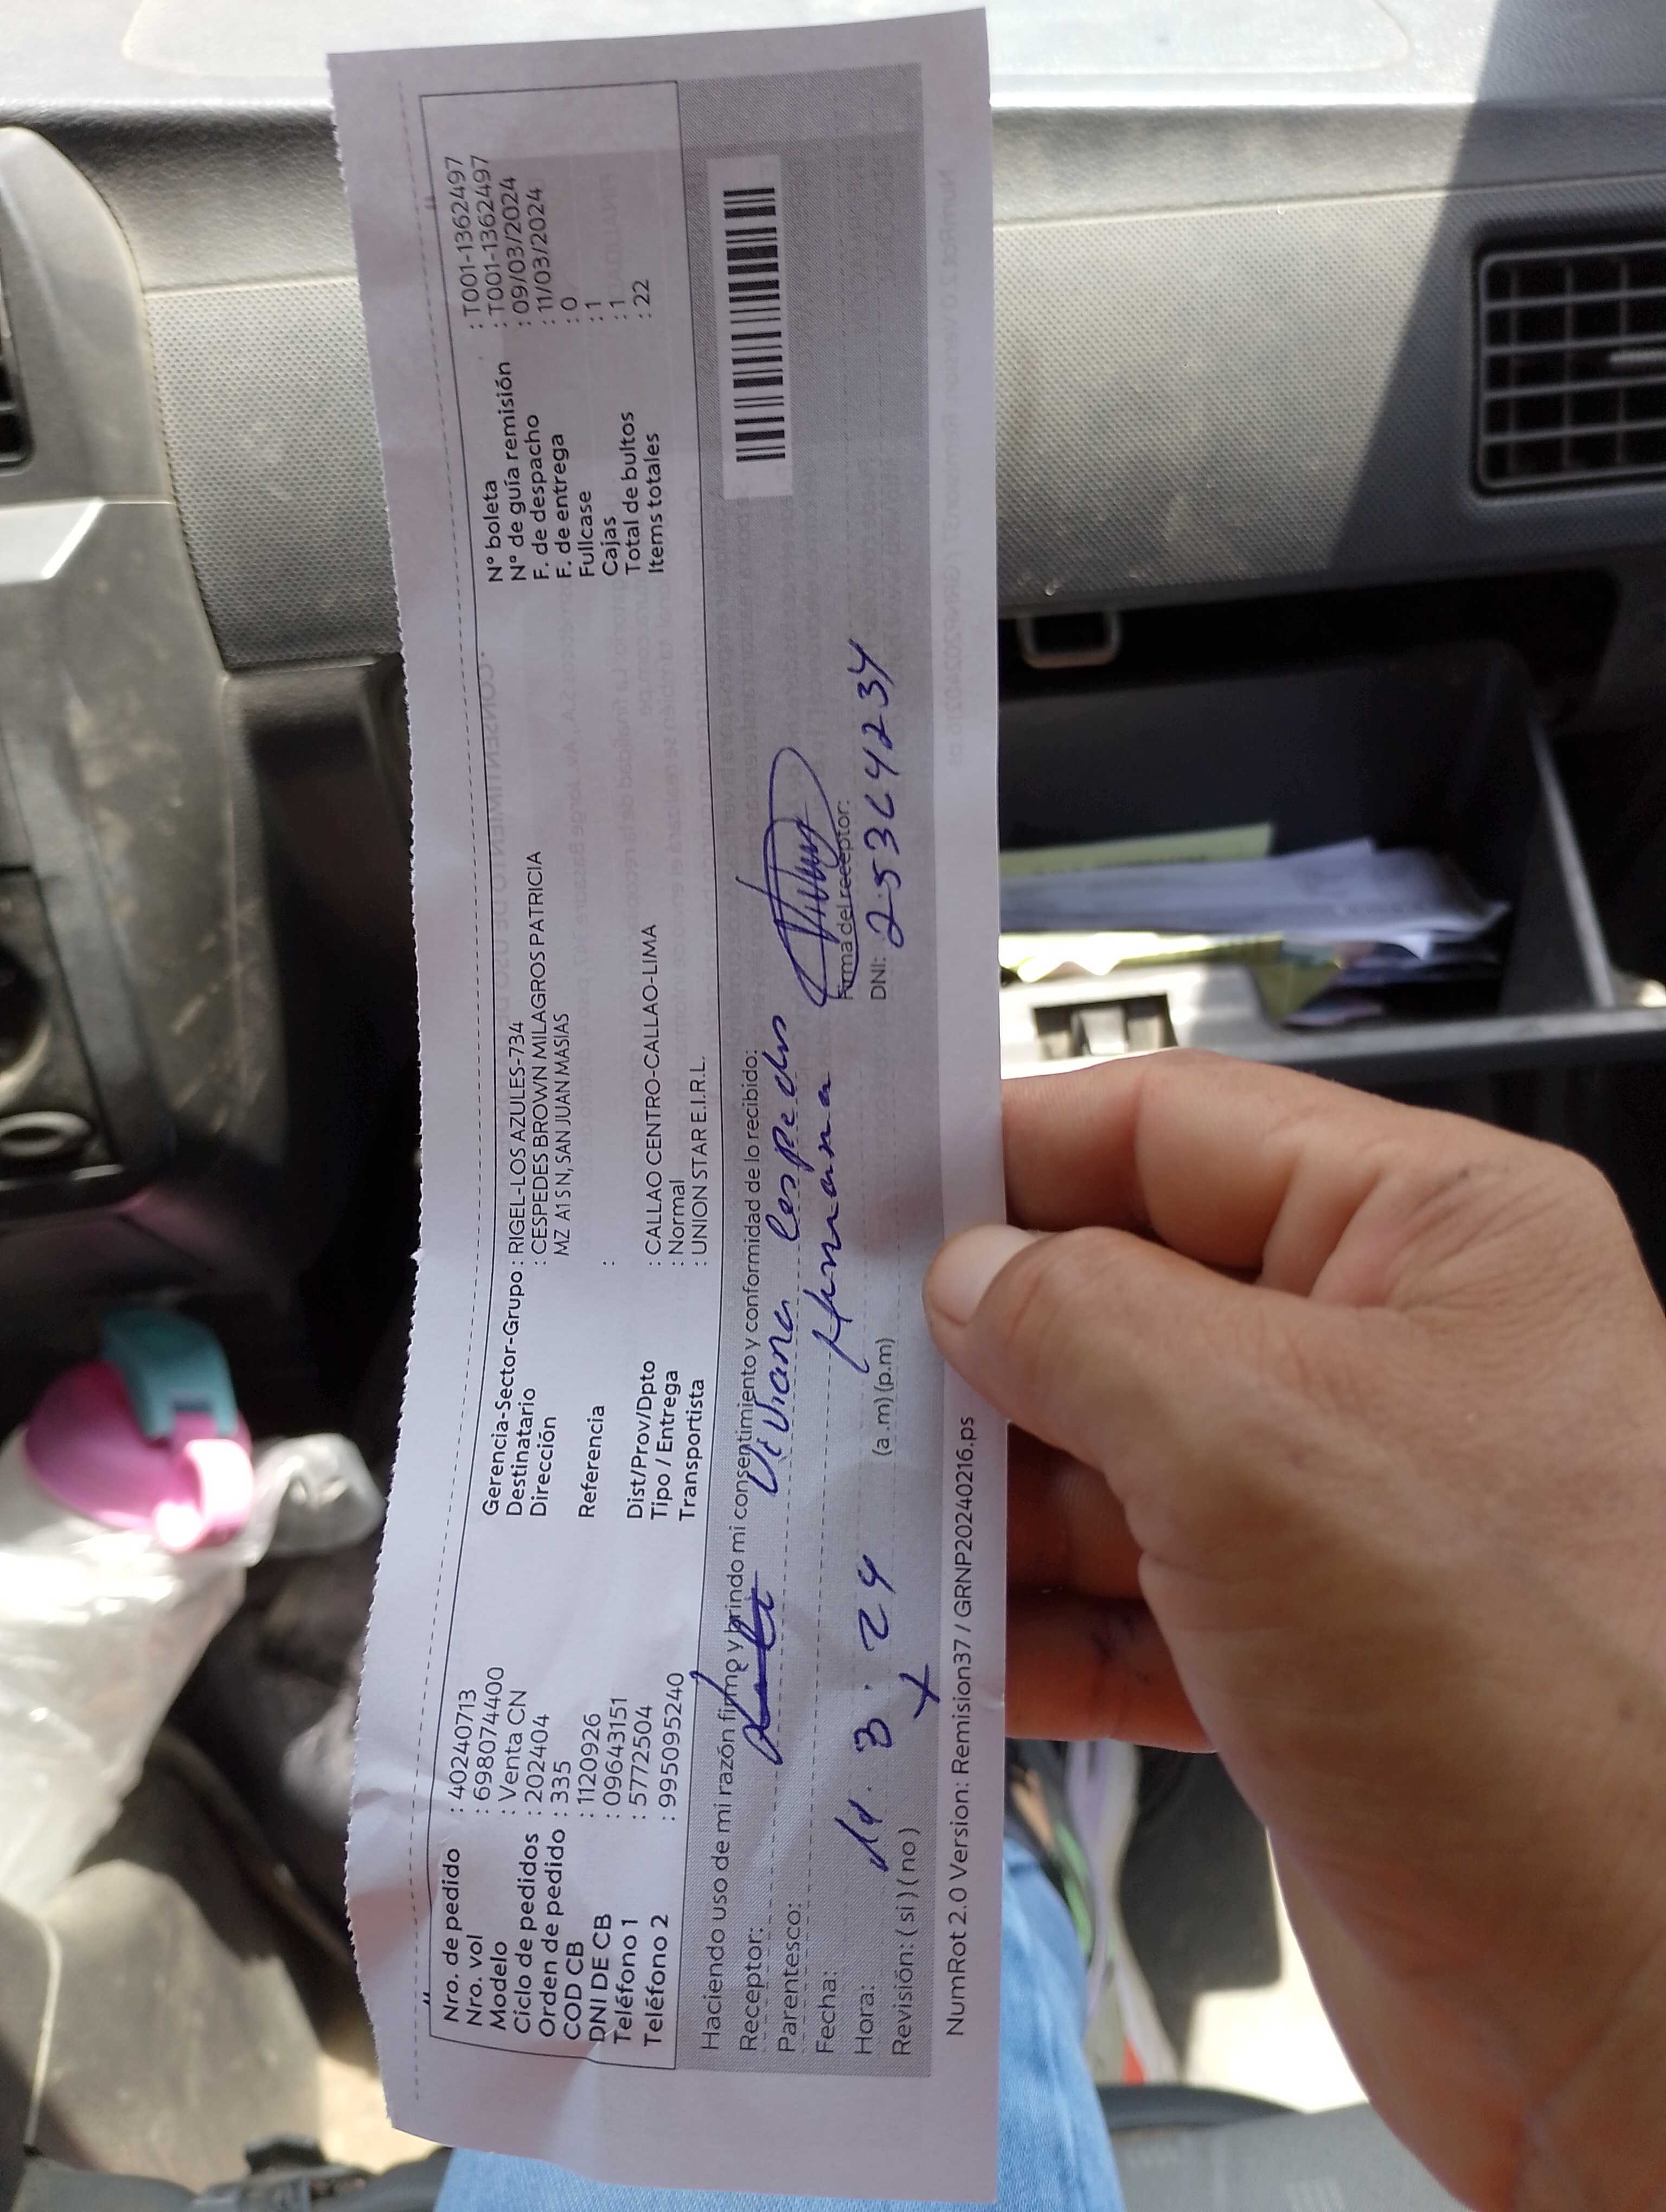 Nro. de pedido : 40240713
Nro. vol : 698074400
Modelo : Venta CN
Ciclo de pedidos : 202404
Orden de pedido : 335
COD CB : 1120926
DNI DE CB : 09643151
Teléfono 1 : 5772504
Teléfono 2 : 995095240
Gerencia-Sector-Grupo : RIGEL-LOS AZULES-734
Destinatario : CESPEDES BROWN MILAGROS PATRICIA
Dirección MZ A1 S N, SAN JUAN MASIAS
Referencia :
Dist/Prov/Dpto : CALLAO CENTRO-CALLAO-LIMA
Tipo / Entrega : Normal
Transportista : UNION STAR E.I.R.L.
N° boleta : T001-1362497
N° de guía remisión : T001-1362497
F. de despacho : 09/03/2024
F. de entrega : 11/03/2024
Fullcase : 0
Cajas : 1
Total de bultos : 1
Items totales : 22
Haciendo uso de mi razón firmo y brindo mi consentimiento y conformidad de lo recibido:
Receptor: Viviana Cespedes
Parentesco: Hermana
Fecha: 11. 3. 24
Hora: (a.m) (p.m)
Revisión: ( si ) ( no )
Firma del receptor:
DNI:
NumRot 2.0 Version: Remision37 / GRNP20240216.ps